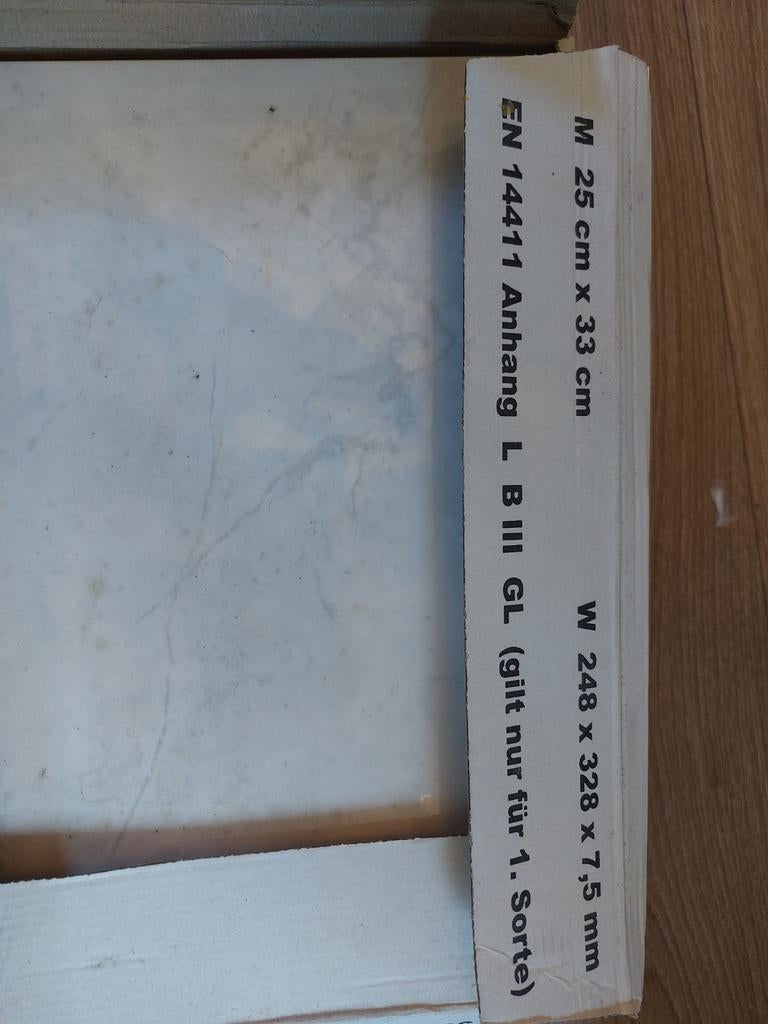 M 25 cm x 33 cm W 248 x 328 x 7,5 mm
EN 14411 Anhang L B III GL (gilt nur für 1. Sorte)